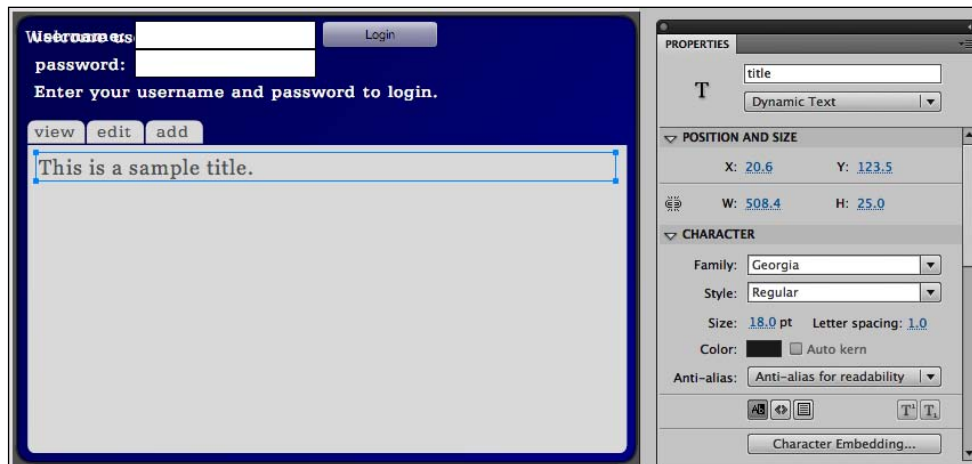 username:
Login
password:
Enter your username and password to login.
view edit add
This is a sample title.
PROPERTIES
T
title
Dynamic Text
POSITION AND SIZE
X: 20.6 Y: 123.5
W: 508.4 H: 25.0
CHARACTER
Family: Georgia
Style: Regular
Size: 18.0 pt Letter spacing: 1.0
Color: Auto kern
Anti-alias: Anti-alias for readability
Character Embedding...